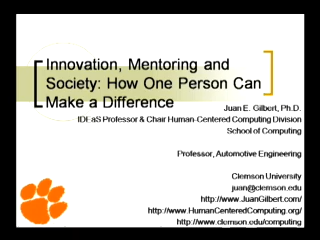 Innovation, Mentoring and
Society: How One Person Can
Make a Difference
Juan E. Gilbert, Ph.D.
IDEaS Professor & Chair Human-Centered Computing Division
School of Computing
Professor, Automotive Engineering
Clemson University
juan@clemson.edu
http://www.JuanGilbert.com/
http://www.HumanCenteredComputing.org/
http://www.clemson.edu/computing